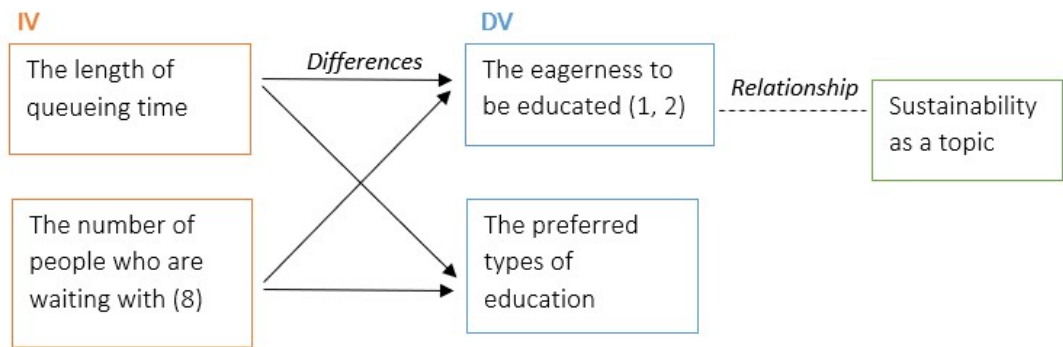 IV
The length of
queueing time
The number of
people who are
waiting with (8)
Differences
DV
The eagerness to
be educated (1, 2)
The preferred
types of
education
Relationship
Sustainability
as a topic